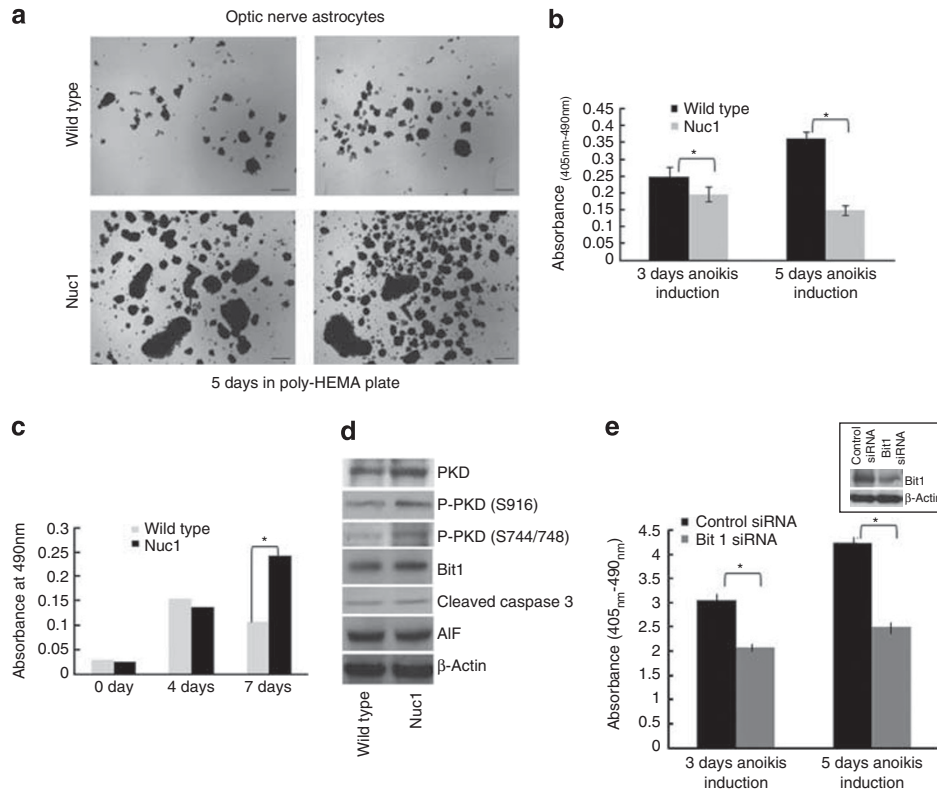 a
Optic nerve astrocytes
Wild type
Nuc1
5 days in poly-HEMA plate
b
Absorbance (405nm-490nm)
0.45
0.4
0.35
0.3
0.25
0.2
0.15
0.1
0.05
0
Wild type
Nuc1
*
*
3 days anoikis
induction
5 days anoikis
induction
c
Absorbance at 490nm
0.3
0.25
0.2
0.15
0.1
0.05
0
Wild type
Nuc1
*
0 day
4 days
7 days
d
PKD
P-PKD (S916)
P-PKD (S744/748)
Bit1
Cleaved caspase 3
AIF
β-Actin
Wild type
Nuc1
e
Control
siRNA
Bit1
siRNA
Bit1
β-Actin
Absorbance (405nm-490nm)
4.5
4
3.5
3
2.5
2
1.5
1
0.5
0
Control siRNA
Bit 1 siRNA
*
*
3 days anoikis
induction
5 days anoikis
induction